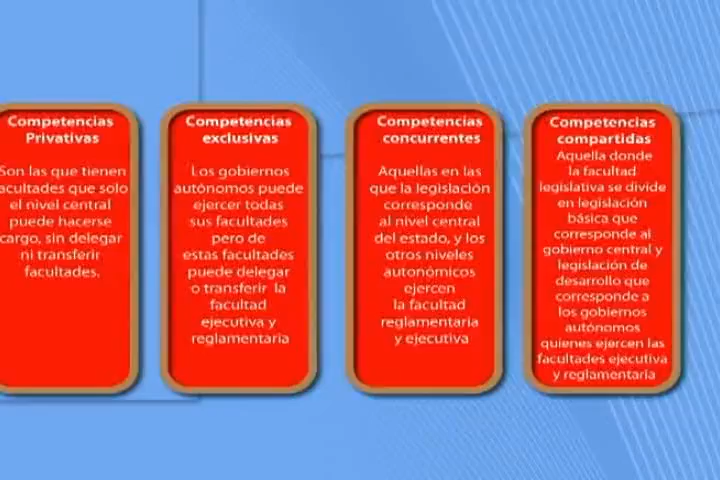 Competencias
Privativas
Son las que tienen
acultades que solo
el nivel central
puede hacerse
cargo, sin delegar
ni transferir
facultades.
Competencias
exclusivas
Los gobiernos
autónomos puede
ejercer todas
sus facultades
pero de
estas facultades
puede delegar
o transferir la
facultad
ejecutiva y
reglamentaria
Competencias
concurrentes
Aquellas en las
que la legislación
corresponde
al nivel central
del estado, y los
otros niveles
autonómicos
ejercen
la facultad
reglamentaria
y ejecutiva
Competencias
compartidas
Aquella donde
la facultad
legislativa se divide
en legislación
básica que
corresponde al
gobierno central y
legislación de
desarrollo que
corresponde a
los gobiernos
autónomos
quienes ejercen las
facultades ejecutiva
y reglamentaria